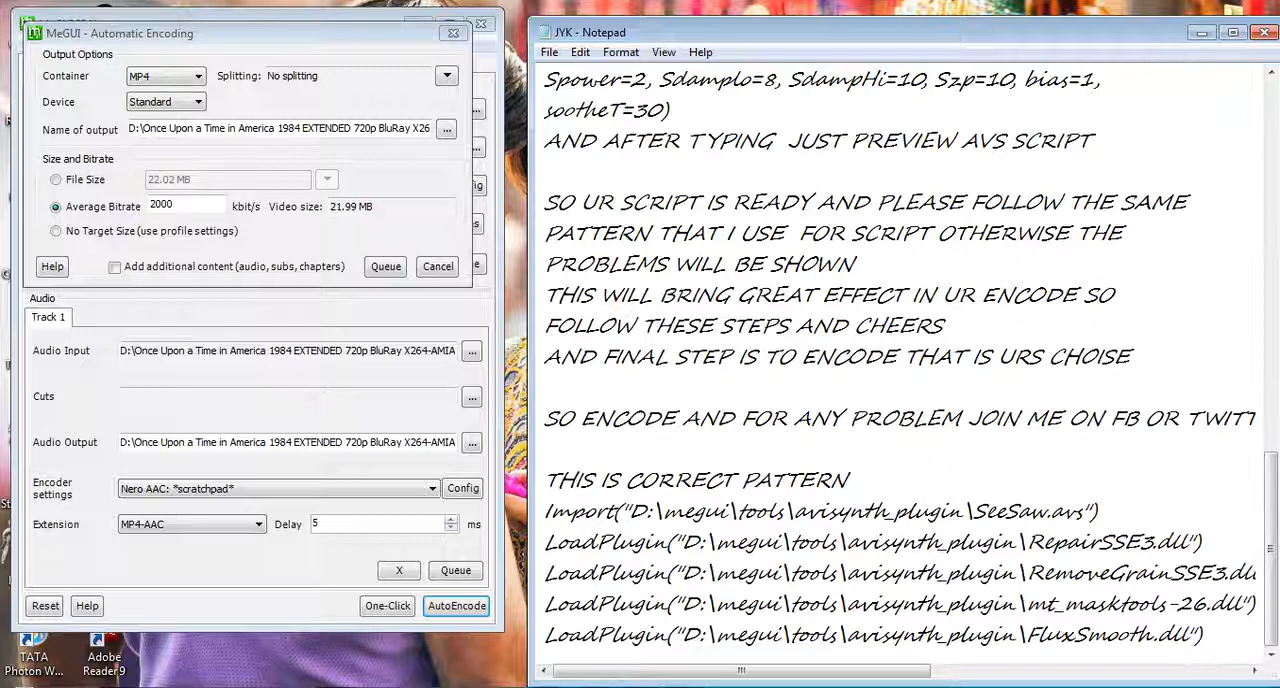 MeGUI - Automatic Encoding
Output Options
Container MP4 Splitting: No splitting
Device Standard
Name of output D:\Once Upon a Time in America 1984 EXTENDED 720p BluRay X26 ...
Size and Bitrate
File Size 22.02 MB
Average Bitrate 2000 kbit/s Video size: 21.99 MB
No Target Size (use profile settings)
Help Add additional content (audio, subs, chapters) Queue Cancel
Audio
Track 1
Audio Input D:\Once Upon a Time in America 1984 EXTENDED 720p BluRay X264-AMIA ...
Cuts ...
Audio Output D:\Once Upon a Time in America 1984 EXTENDED 720p BluRay X264-AMIA ...
Encoder
settings Nero AAC: *scratchpad* Config
Extension MP4-AAC Delay 5 ms
X Queue
Reset Help One-Click AutoEncode
TATA
Photon W...
Adobe
Reader 9
JYK - Notepad
File Edit Format View Help
Spower=2, Sdamplo=8, SdampHi=10, Szp=10, bias=1,
sootheT=30)
AND AFTER TYPING JUST PREVIEW AVS SCRIPT
SO UR SCRIPT IS READY AND PLEASE FOLLOW THE SAME
PATTERN THAT I USE FOR SCRIPT OTHERWISE THE
PROBLEMS WILL BE SHOWN
THIS WILL BRING GREAT EFFECT IN UR ENCODE SO
FOLLOW THESE STEPS AND CHEERS
AND FINAL STEP IS TO ENCODE THAT IS URS CHOISE
SO ENCODE AND FOR ANY PROBLEM JOIN ME ON FB OR TWITT
THIS IS CORRECT PATTERN
Import("D:\megui\tools\avisynth_plugin\SeeSaw.avs")
LoadPlugin("D:\megui\tools\avisynth_plugin\RepairSSE3.dll")
LoadPlugin("D:\megui\tools\avisynth_plugin\RemoveGrainSSE3.dll
LoadPlugin("D:\megui\tools\avisynth_plugin\mt_masktools-26.dll")
LoadPlugin("D:\megui\tools\avisynth_plugin\FluxSmooth.dll")